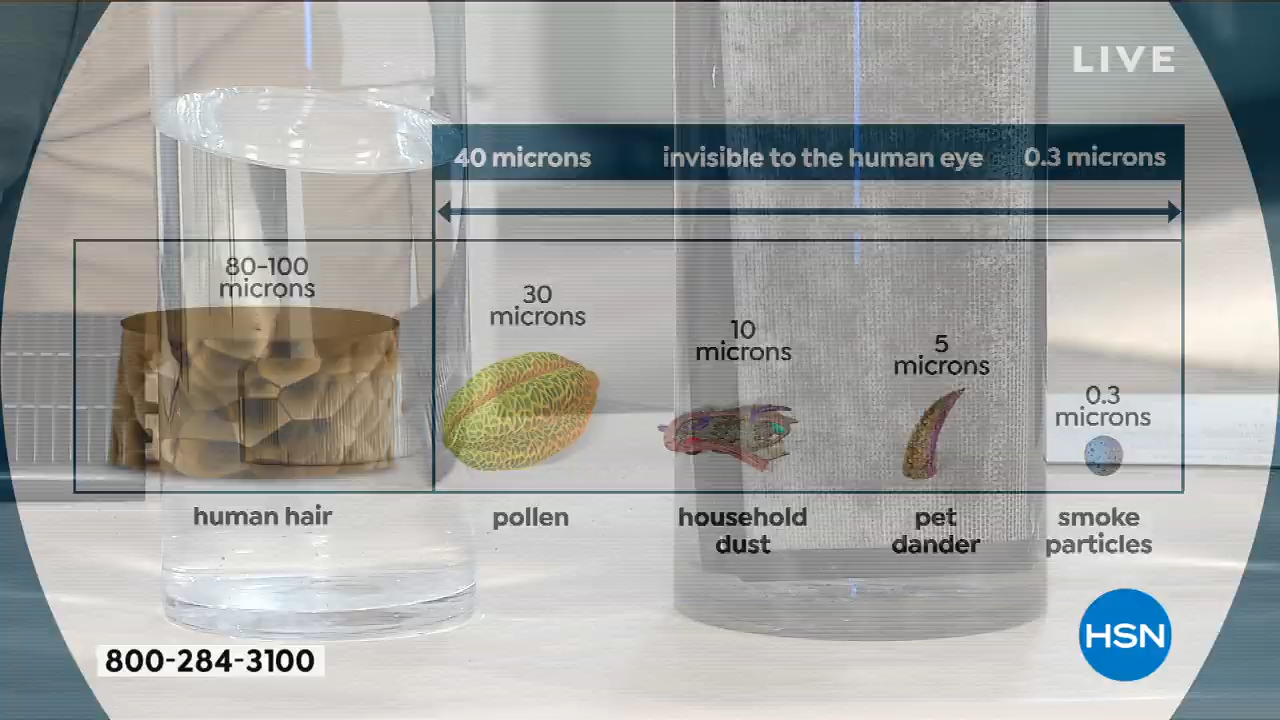 LIVE
40 microns invisible to the human eye 0.3 microns
80-100
microns
30
microns
10
microns
5
microns
0.3
microns
human hair
pollen
household
dust
pet
dander
smoke
particles
800-284-3100
HSN